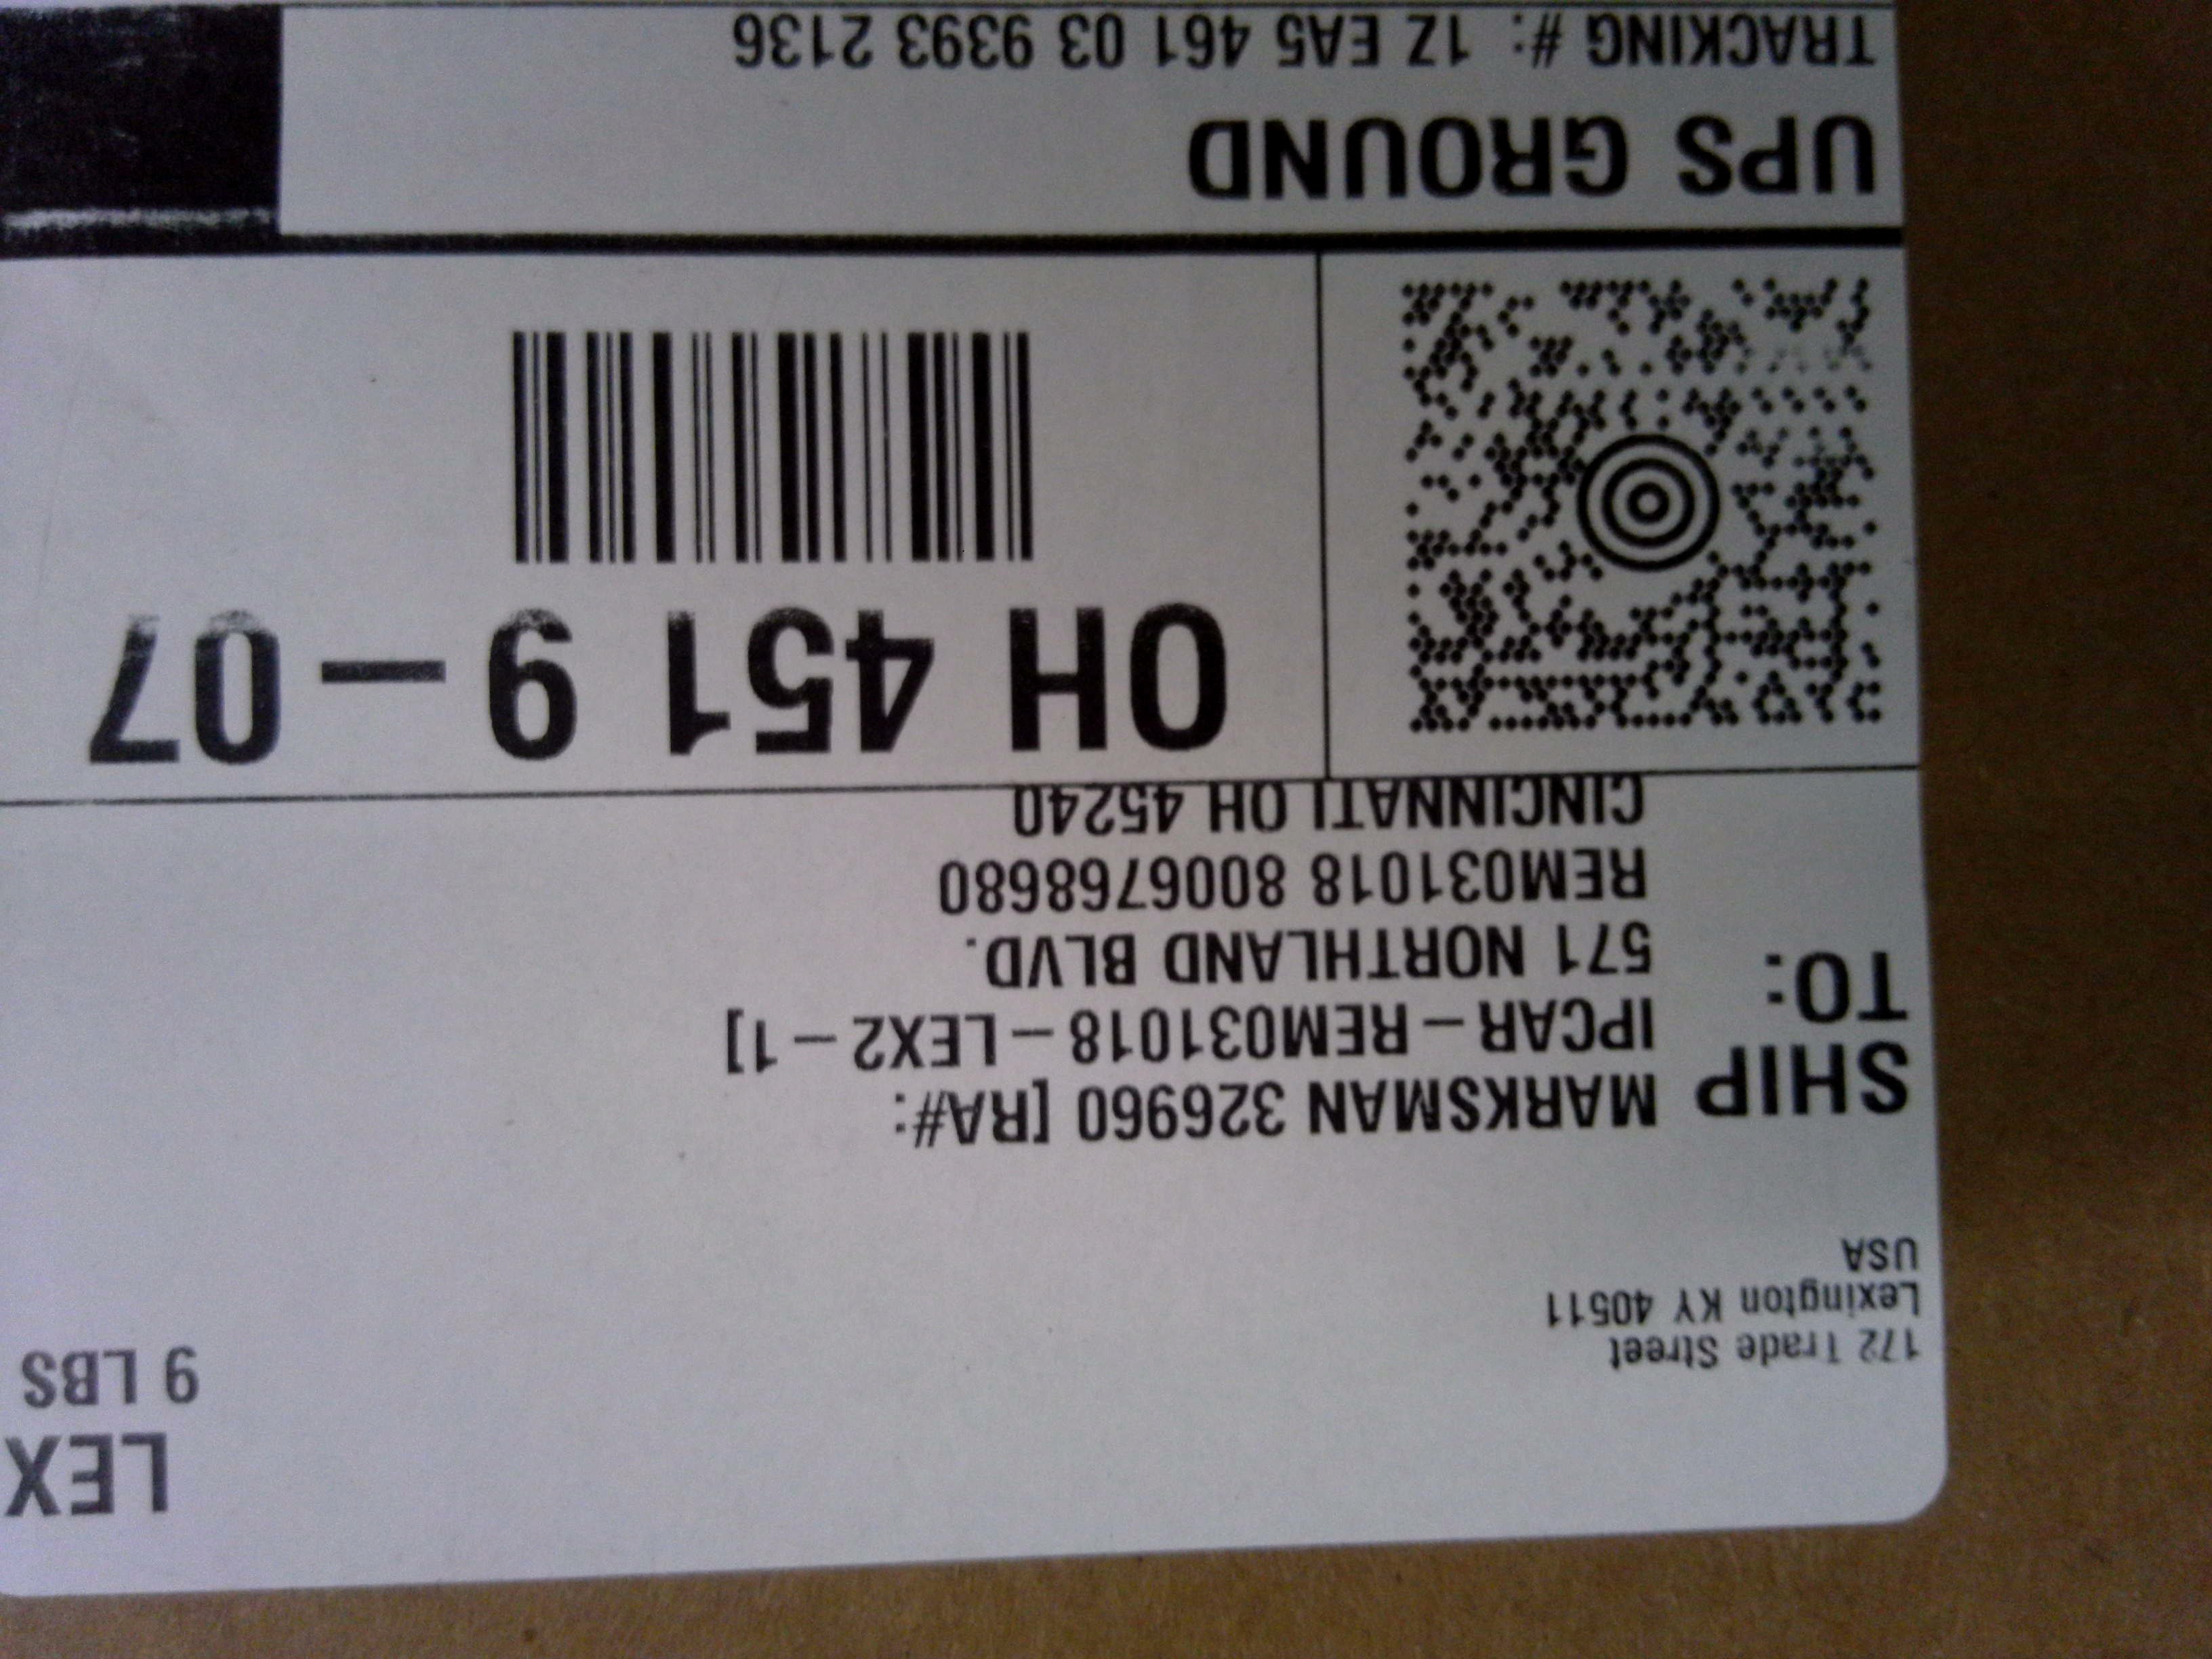 LEX
9 LBS
172 Trade Street
Lexington KY 40511
USA
SHIP
TO:
MARKSMAN 326960 [RA#:
IPCAR-REM031018-LEX2-1]
571 NORTHLAND BLVD.
REM031018 8006768680
CINCINNATI OH 45240
OH 451 9-07
UPS GROUND
TRACKING #: 1Z EA5 461 03 9393 2136